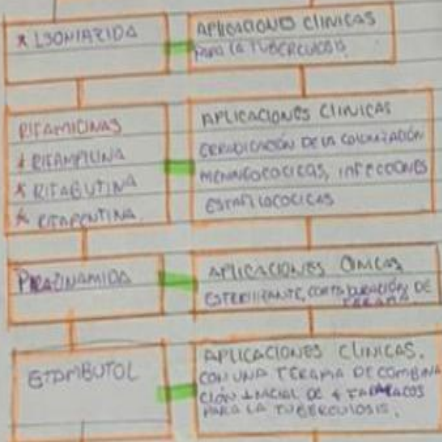 * ISONIAZIDA
APLICACIONES CLINICAS
PARA LA TUBERCULOSIS
RIFAMICINAS
* RIFAMPICINA
* RIFABUTINA
* RIFAPENTINA.
APLICACIONES CLINICAS
ERRADICACIÓN DE LA COLONIZACIÓN
MENINGOCOCICAS, INFECCIONES
ESTAFILOCOCICAS
PIRAZINAMIDA
APLICACIONES CLINICAS
ESTERILIZANTE, CORTA DURACIÓN DE
TERAPIA
ETAMBUTOL
APLICACIONES CLINICAS.
CON UNA TERAPIA DE COMBINA
CIÓN INICIAL DE 4 FARMACOS
PARA LA TUBERCULOSIS.